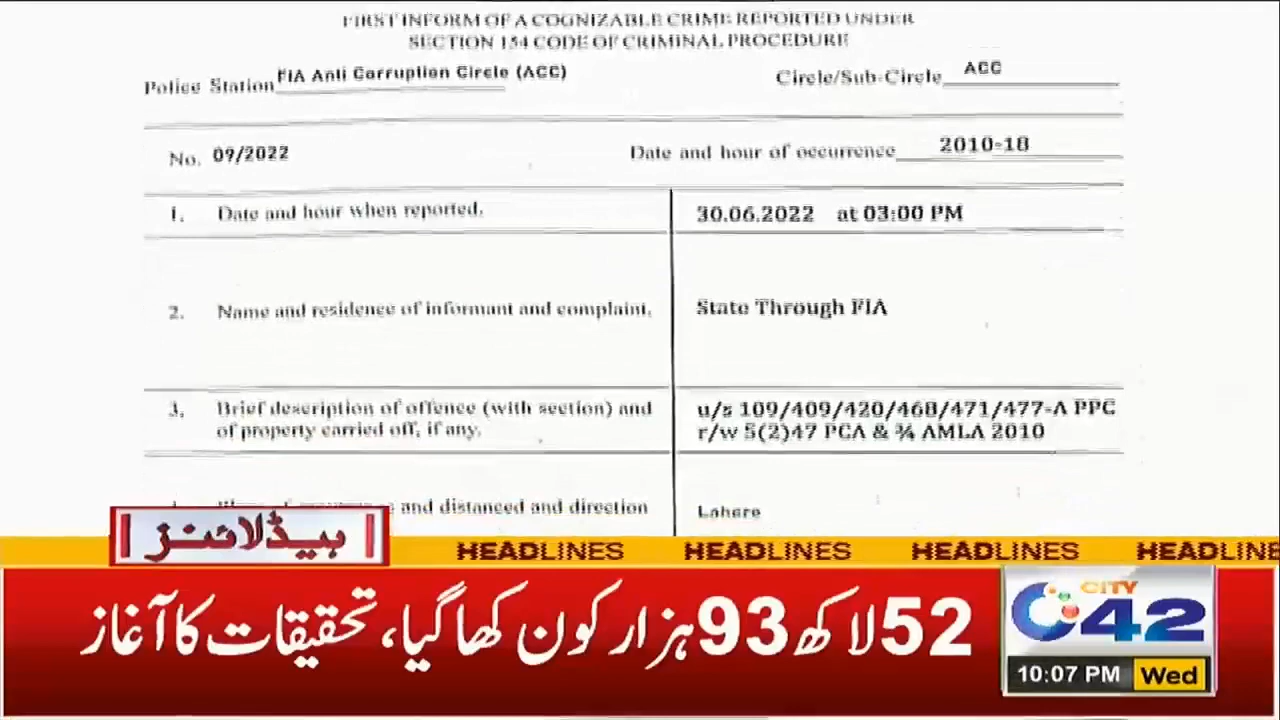 FIRST INFORM OF A COGNIZABLE CRIME REPORTED UNDER
SECTION 154 CODE OF CRIMINAL PROCEDURE
Police Station FIA Anti Corruption Circle (ACC) Circle/Sub-Circle ACC
No. 09/2022 Date and hour of occurrence 2010-18
1. Date and hour when reported. 30.06.2022 at 03:00 PM
2. Name and residence of informant and complaint. State Through FIA
3. Brief description of offence (with section) and u/s 109/409/420/468/471/477-A PPC
of property carried off, if any. r/w 5(2)47 PCA & ¾ AMLA 2010
and distanced and direction Lahore
ہیڈلائنز
HEADLINES HEADLINES HEADLINES HEADLINE
52 لاکھ 93 ہزار کون کھا گیا، تحقیقات کا آغاز
CITY
42
10:07 PM Wed